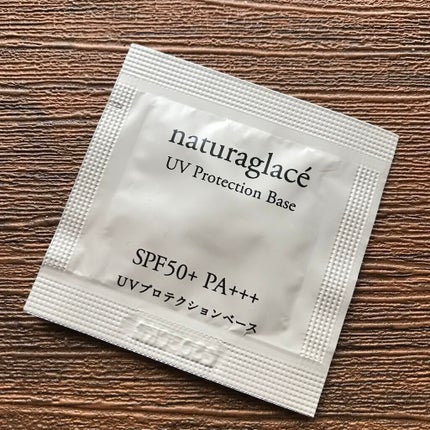 naturaglacé
UV Protection Base
SPF50+ PA+++
UVプロテクションベース